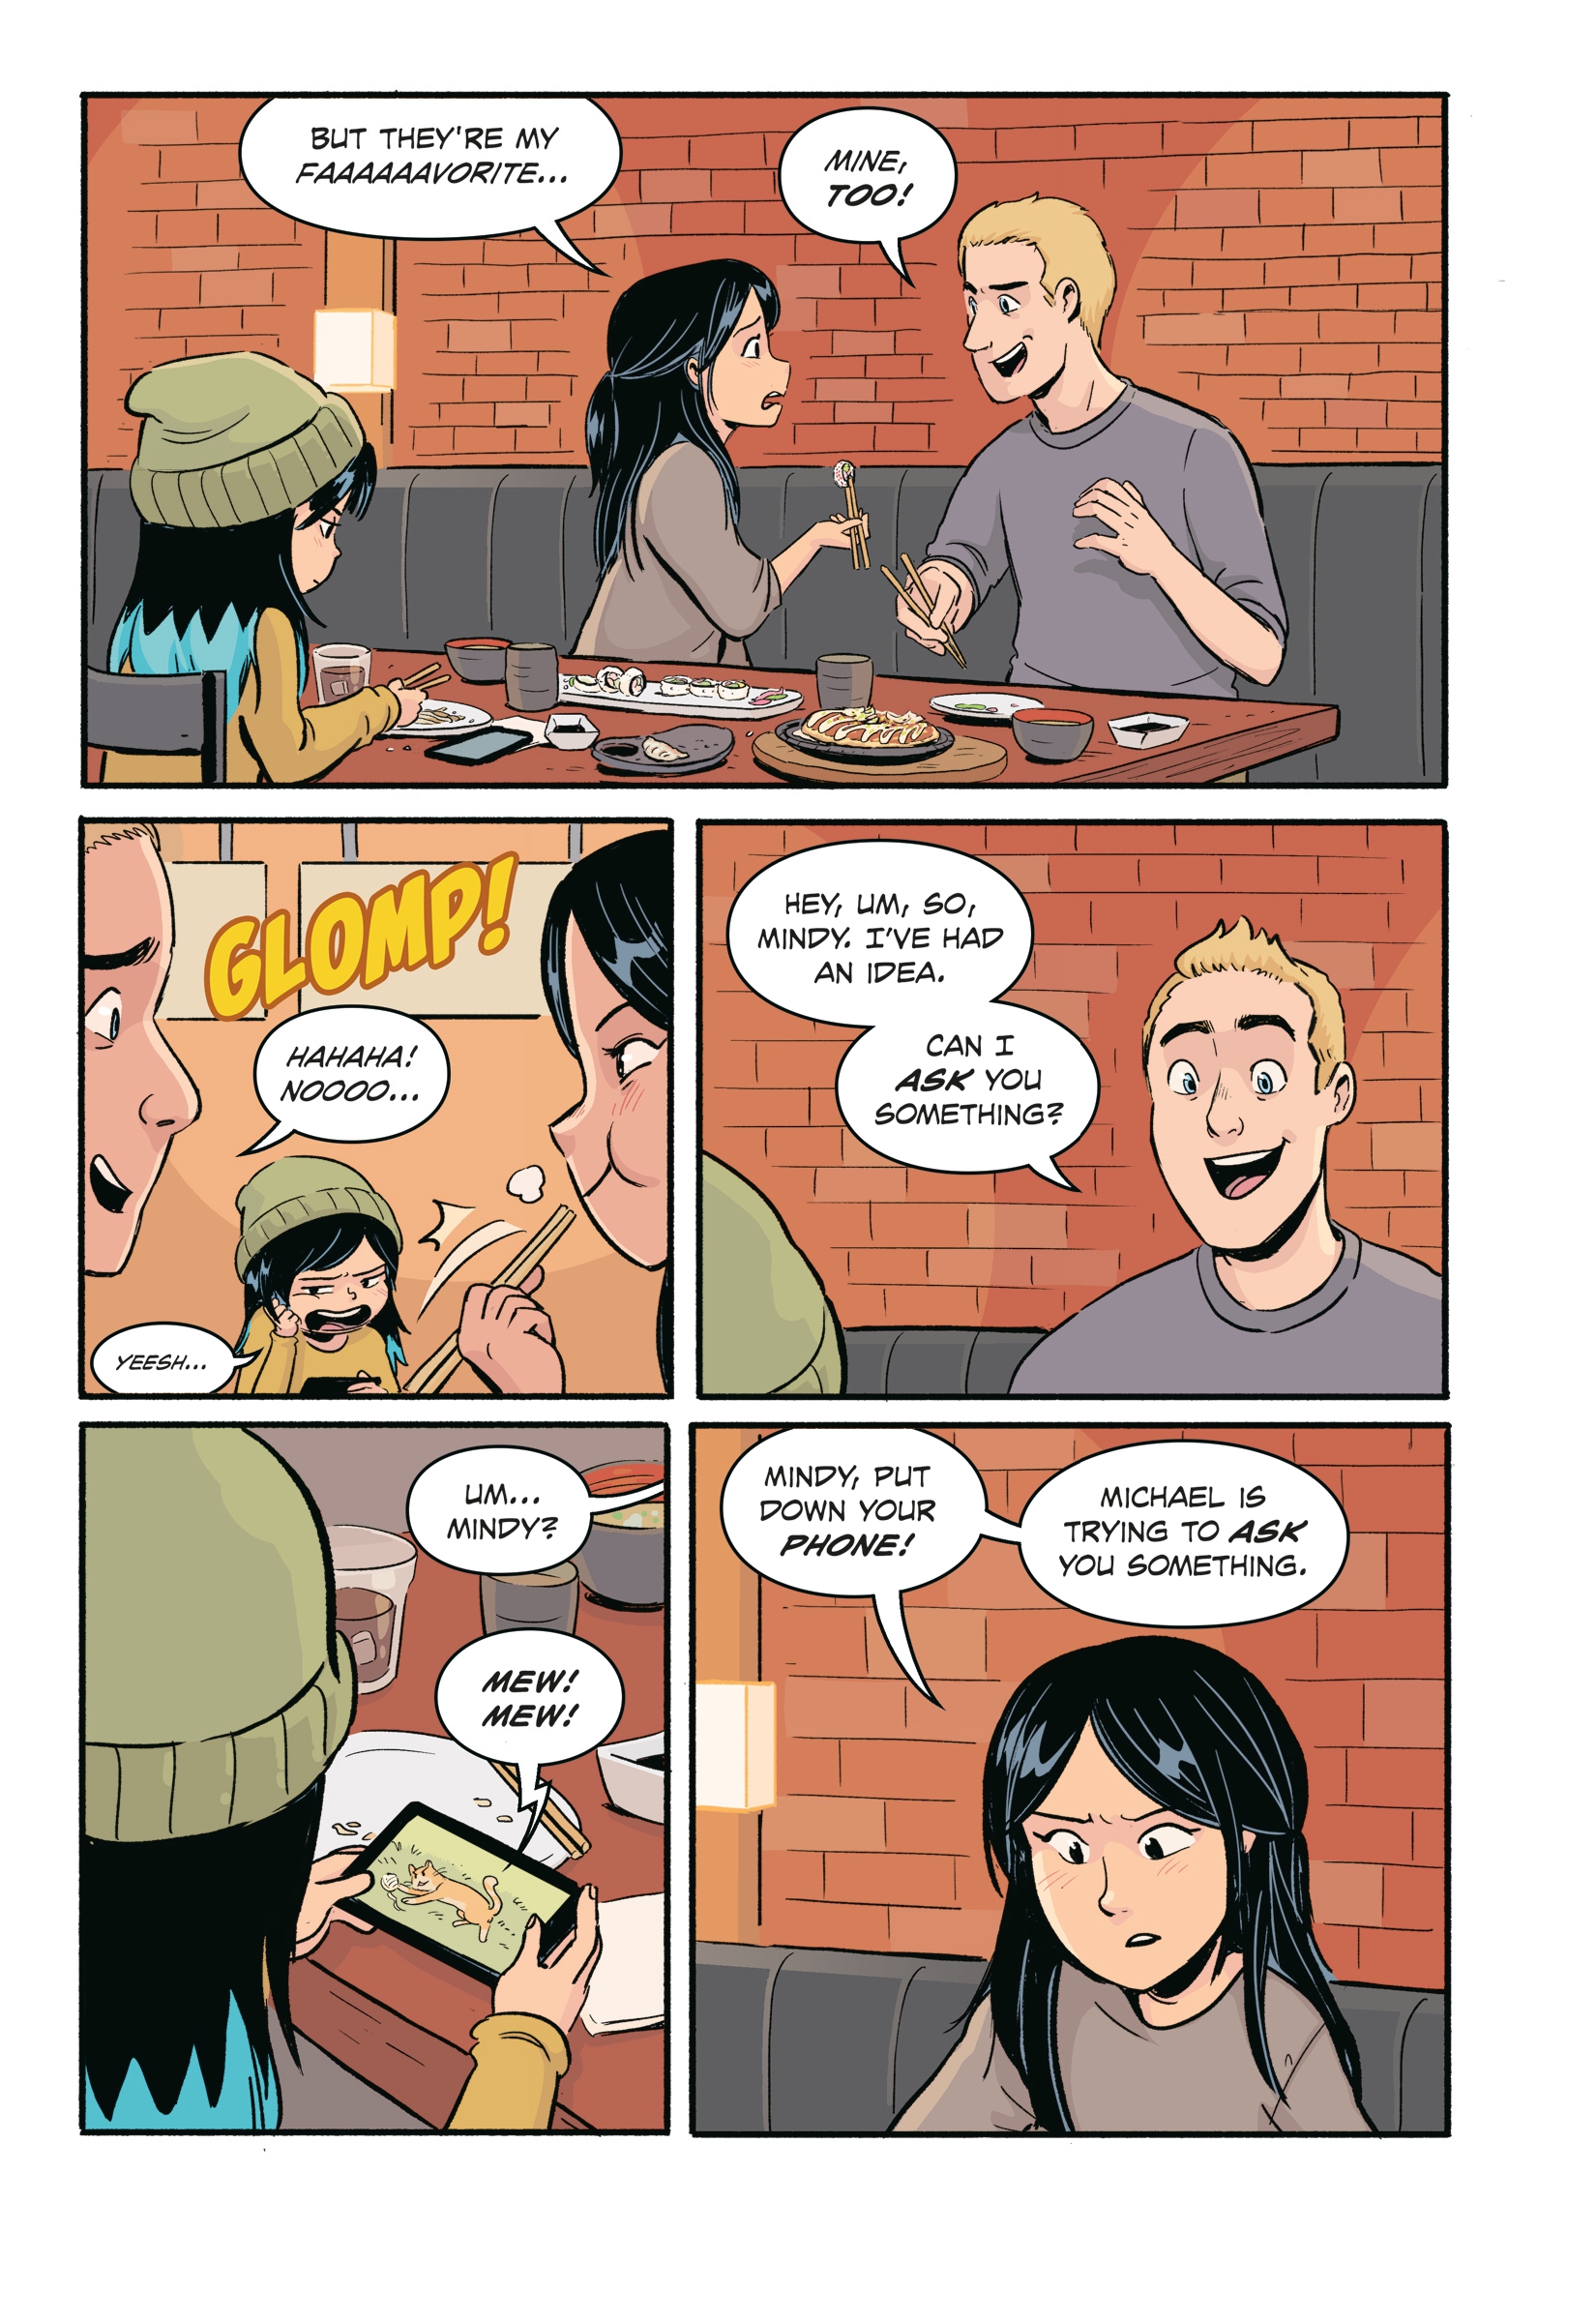 BUT THEY'RE MY
FAAAAAAVORITE...
MINE,
TOO!
GLOMP!
HAHAHA!
NOOOO...
YEESH...
HEY, UM, SO,
MINDY. I'VE HAD
AN IDEA.
CAN I
ASK YOU
SOMETHING?
UM...
MINDY?
MEW!
MEW!
MINDY, PUT
DOWN YOUR
PHONE!
MICHAEL IS
TRYING TO ASK
YOU SOMETHING.